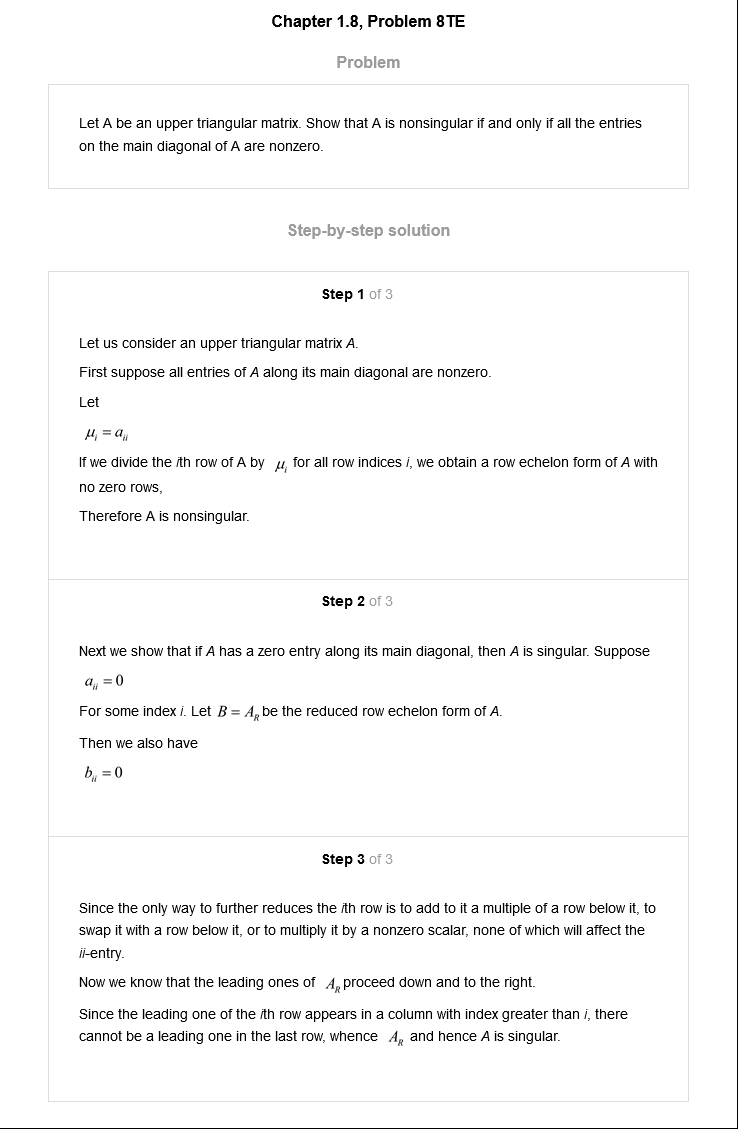 Chapter 1.8, Problem 8TE
Problem
Let A be an upper triangular matrix. Show that A is nonsingular if and only if all the entries
on the main diagonal of A are nonzero.
Step-by-step solution
Step 1 of 3
Let us consider an upper triangular matrix A.
First suppose all entries of A along its main diagonal are nonzero.
Let
μ_i = a_ii
If we divide the ith row of A by μ_i for all row indices i, we obtain a row echelon form of A with
no zero rows,
Therefore A is nonsingular.
Step 2 of 3
Next we show that if A has a zero entry along its main diagonal, then A is singular. Suppose
a_ii = 0
For some index i. Let B = A_R be the reduced row echelon form of A.
Then we also have
b_ii = 0
Step 3 of 3
Since the only way to further reduces the ith row is to add to it a multiple of a row below it, to
swap it with a row below it, or to multiply it by a nonzero scalar, none of which will affect the
ii-entry.
Now we know that the leading ones of A_R proceed down and to the right.
Since the leading one of the ith row appears in a column with index greater than i, there
cannot be a leading one in the last row, whence A_R and hence A is singular.